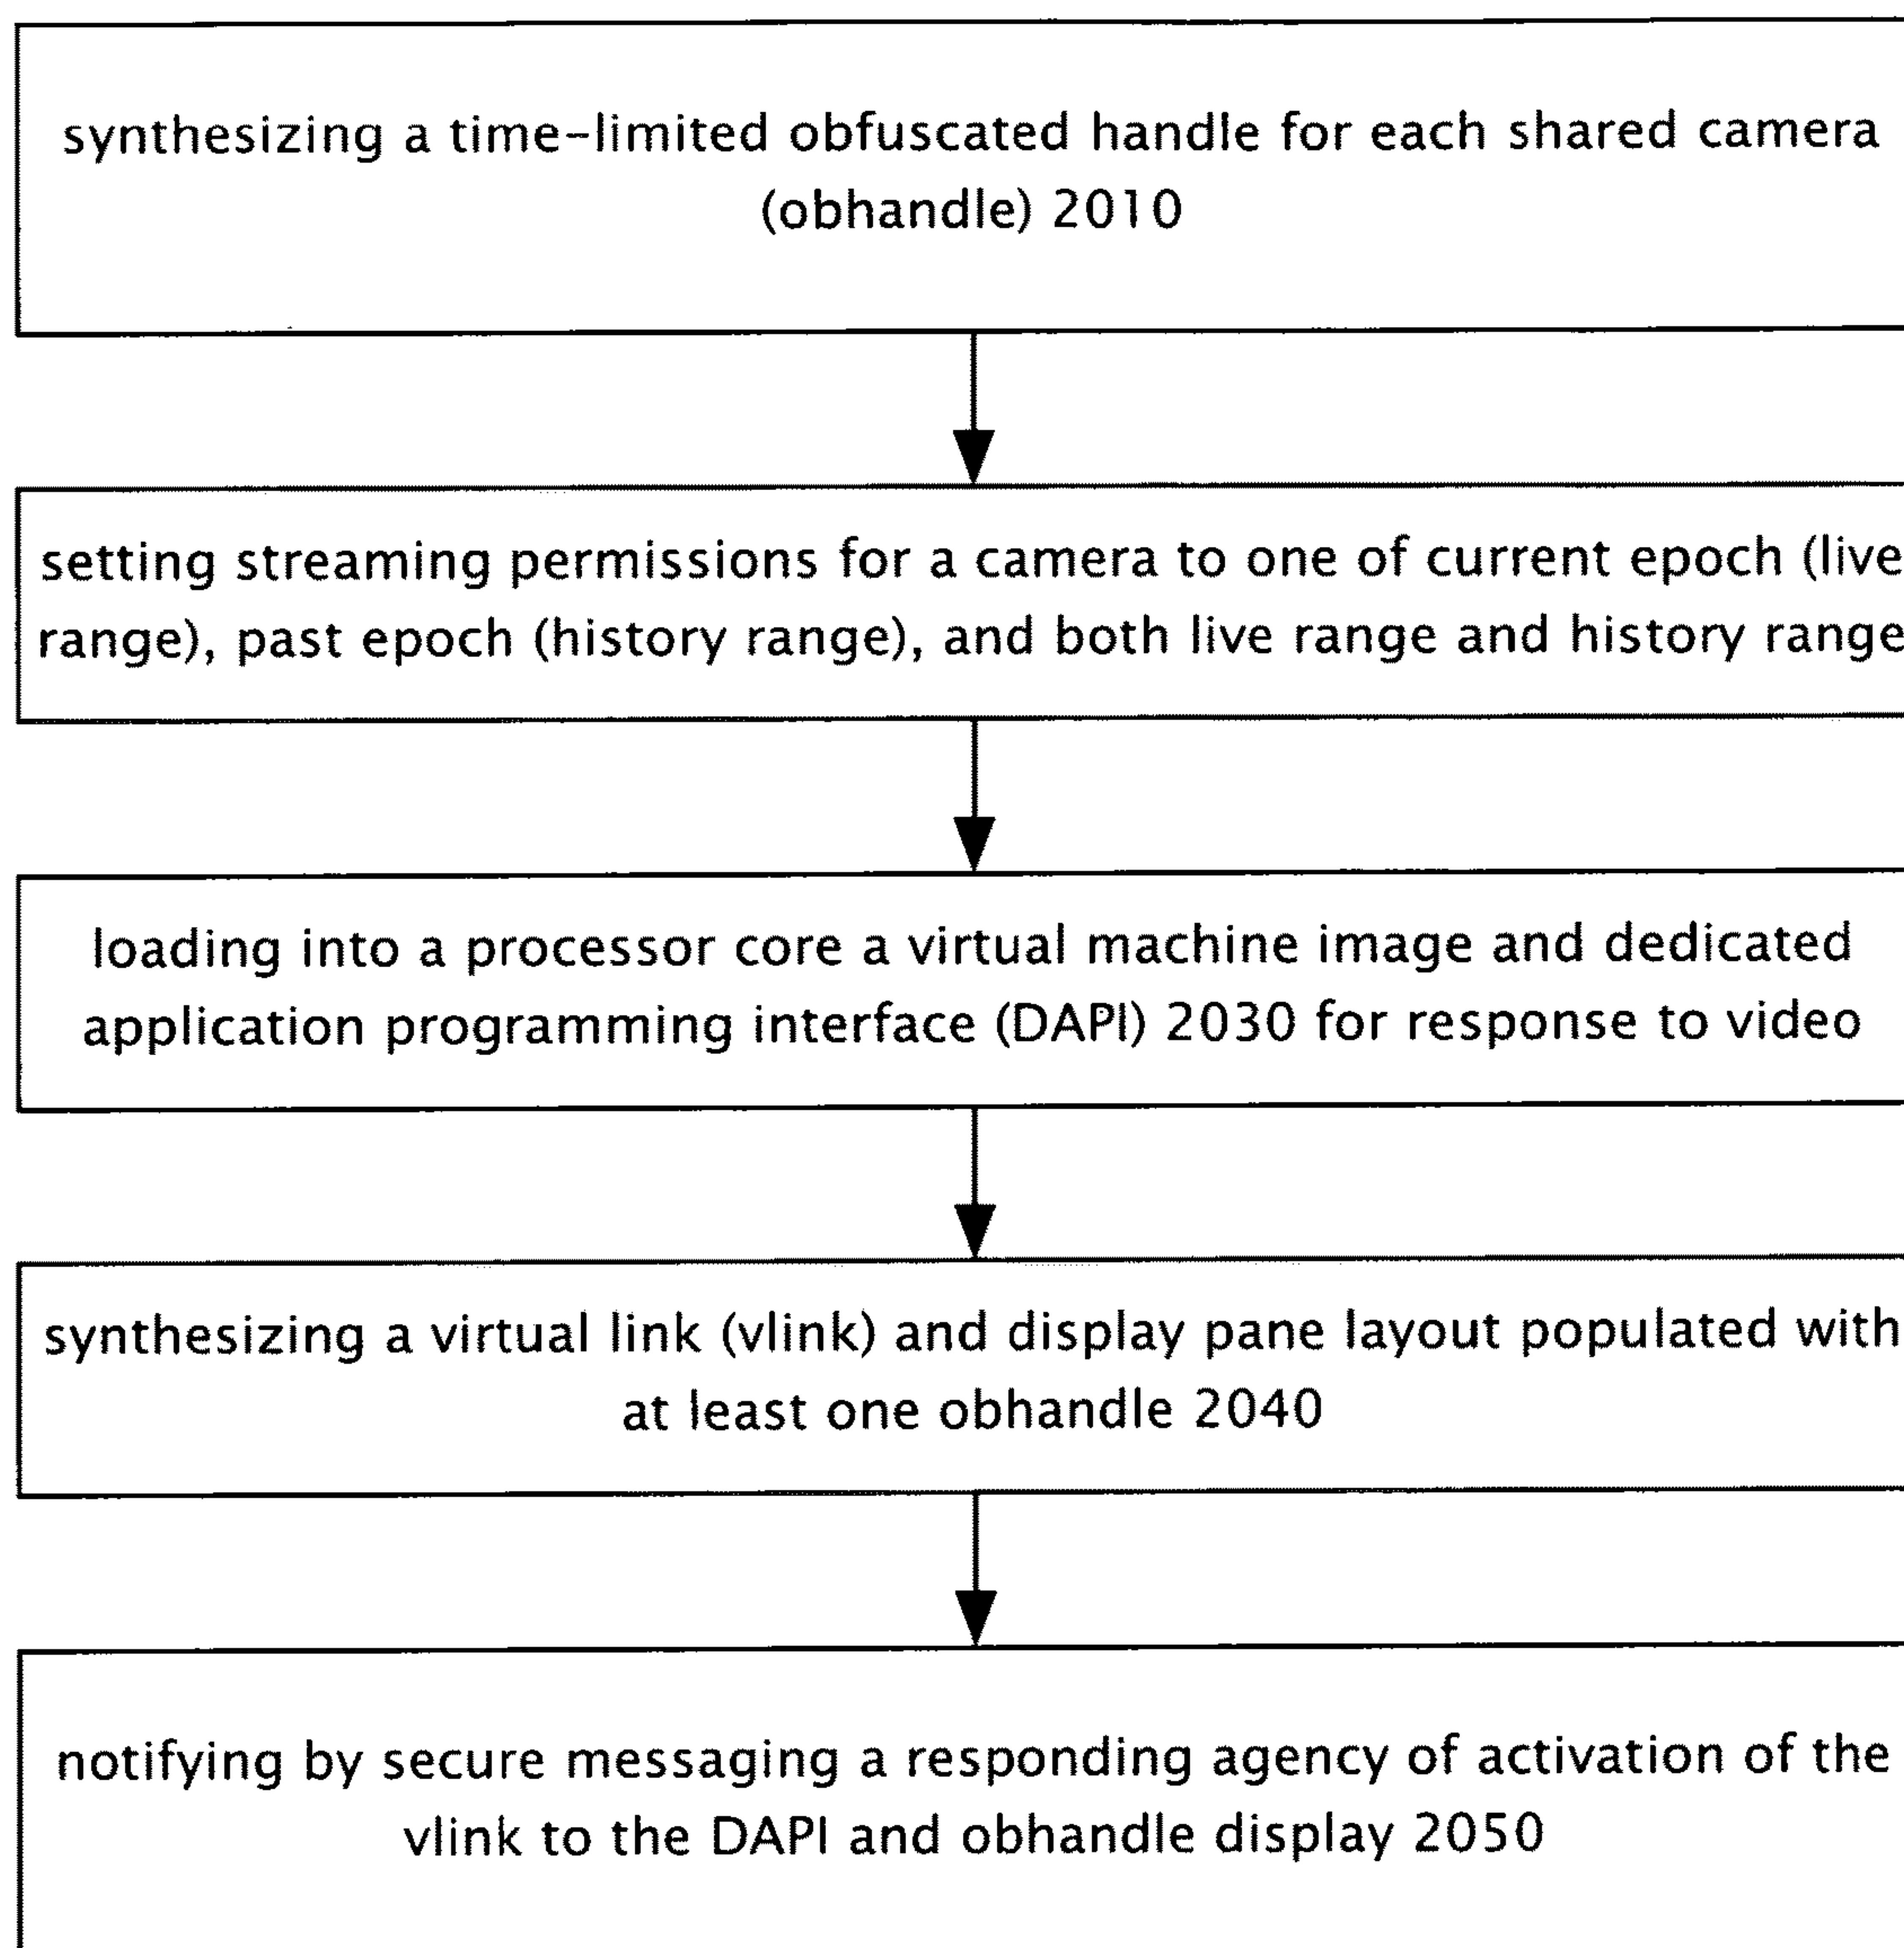 synthesizing a time-limited obfuscated handle for each shared camera
(obhandle) 2010
setting streaming permissions for a camera to one of current epoch (live
range), past epoch (history range), and both live range and history range
loading into a processor core a virtual machine image and dedicated
application programming interface (DAPI) 2030 for response to video
synthesizing a virtual link (vlink) and display pane layout populated with
at least one obhandle 2040
notifying by secure messaging a responding agency of activation of the
vlink to the DAPI and obhandle display 2050